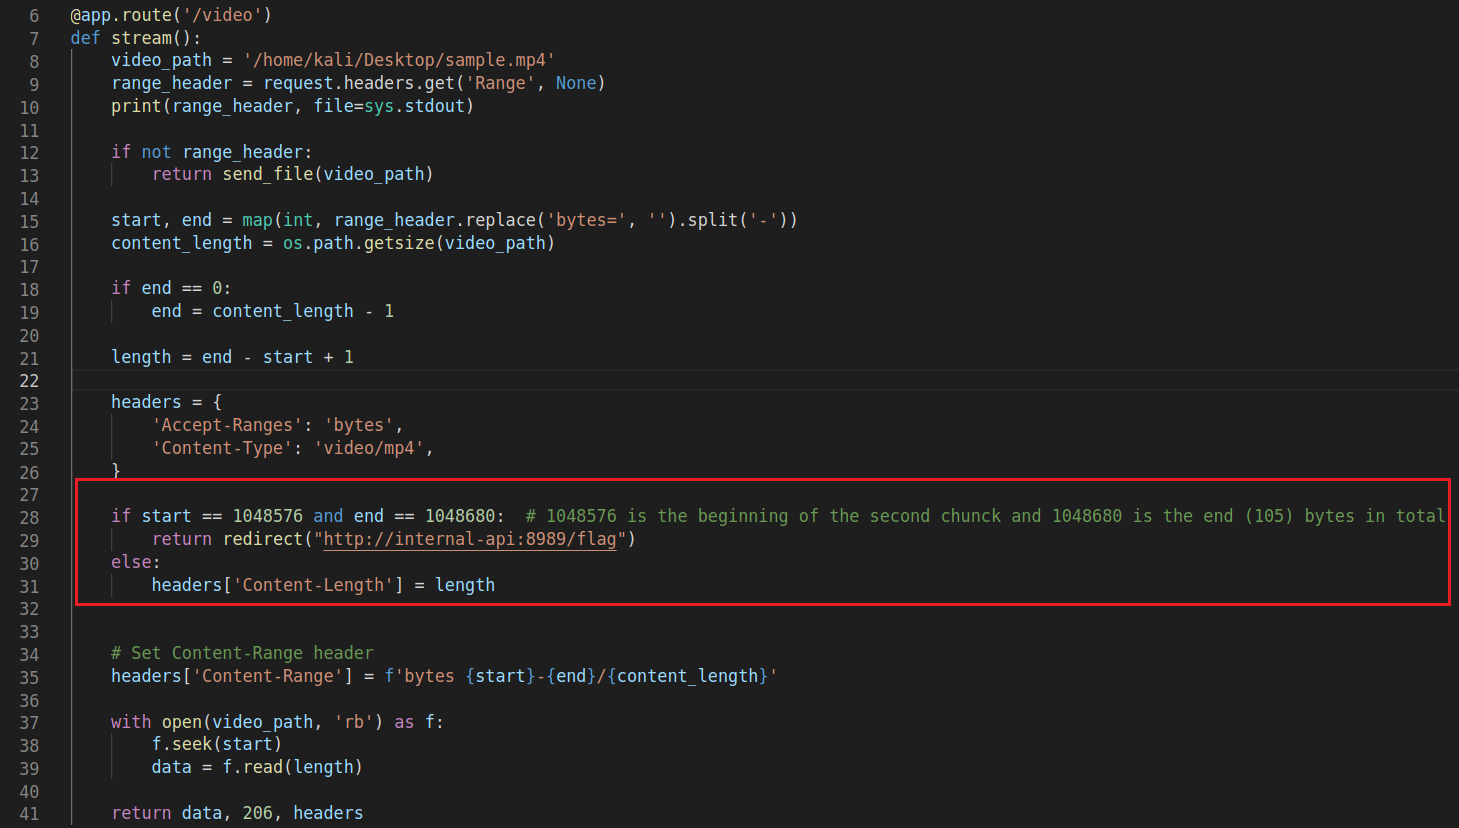 6 @app.route('/video')
7 def stream():
8     video_path = '/home/kali/Desktop/sample.mp4'
9     range_header = request.headers.get('Range', None)
10     print(range_header, file=sys.stdout)
11
12     if not range_header:
13         return send_file(video_path)
14
15     start, end = map(int, range_header.replace('bytes=', '').split('-'))
16     content_length = os.path.getsize(video_path)
17
18     if end == 0:
19         end = content_length - 1
20
21     length = end - start + 1
22
23     headers = {
24         'Accept-Ranges': 'bytes',
25         'Content-Type': 'video/mp4',
26     }
27
28     if start == 1048576 and end == 1048680:  # 1048576 is the beginning of the second chunck and 1048680 is the end (105) bytes in total
29         return redirect("http://internal-api:8989/flag")
30     else:
31         headers['Content-Length'] = length
32
33
34     # Set Content-Range header
35     headers['Content-Range'] = f'bytes {start}-{end}/{content_length}'
36
37     with open(video_path, 'rb') as f:
38         f.seek(start)
39         data = f.read(length)
40
41     return data, 206, headers